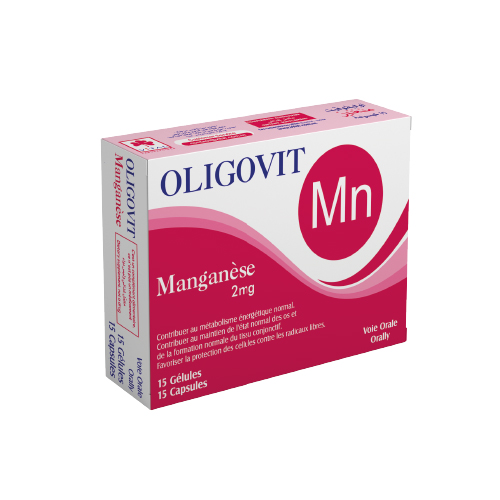 OLIGOVIT
Mn
Manganèse
2mg
Contribuer au métabolisme énergétique normal.
Contribuer au maintien de l'état normal des os et
de la formation normale du tissu conjonctif.
Favoriser la protection des cellules contre les radicaux libres.
15 Gélules
15 Capsules
Voie Orale
Orally
OLIGOVIT
Manganèse
15 Gélules
15 Capsules
Voie Orale
Orally